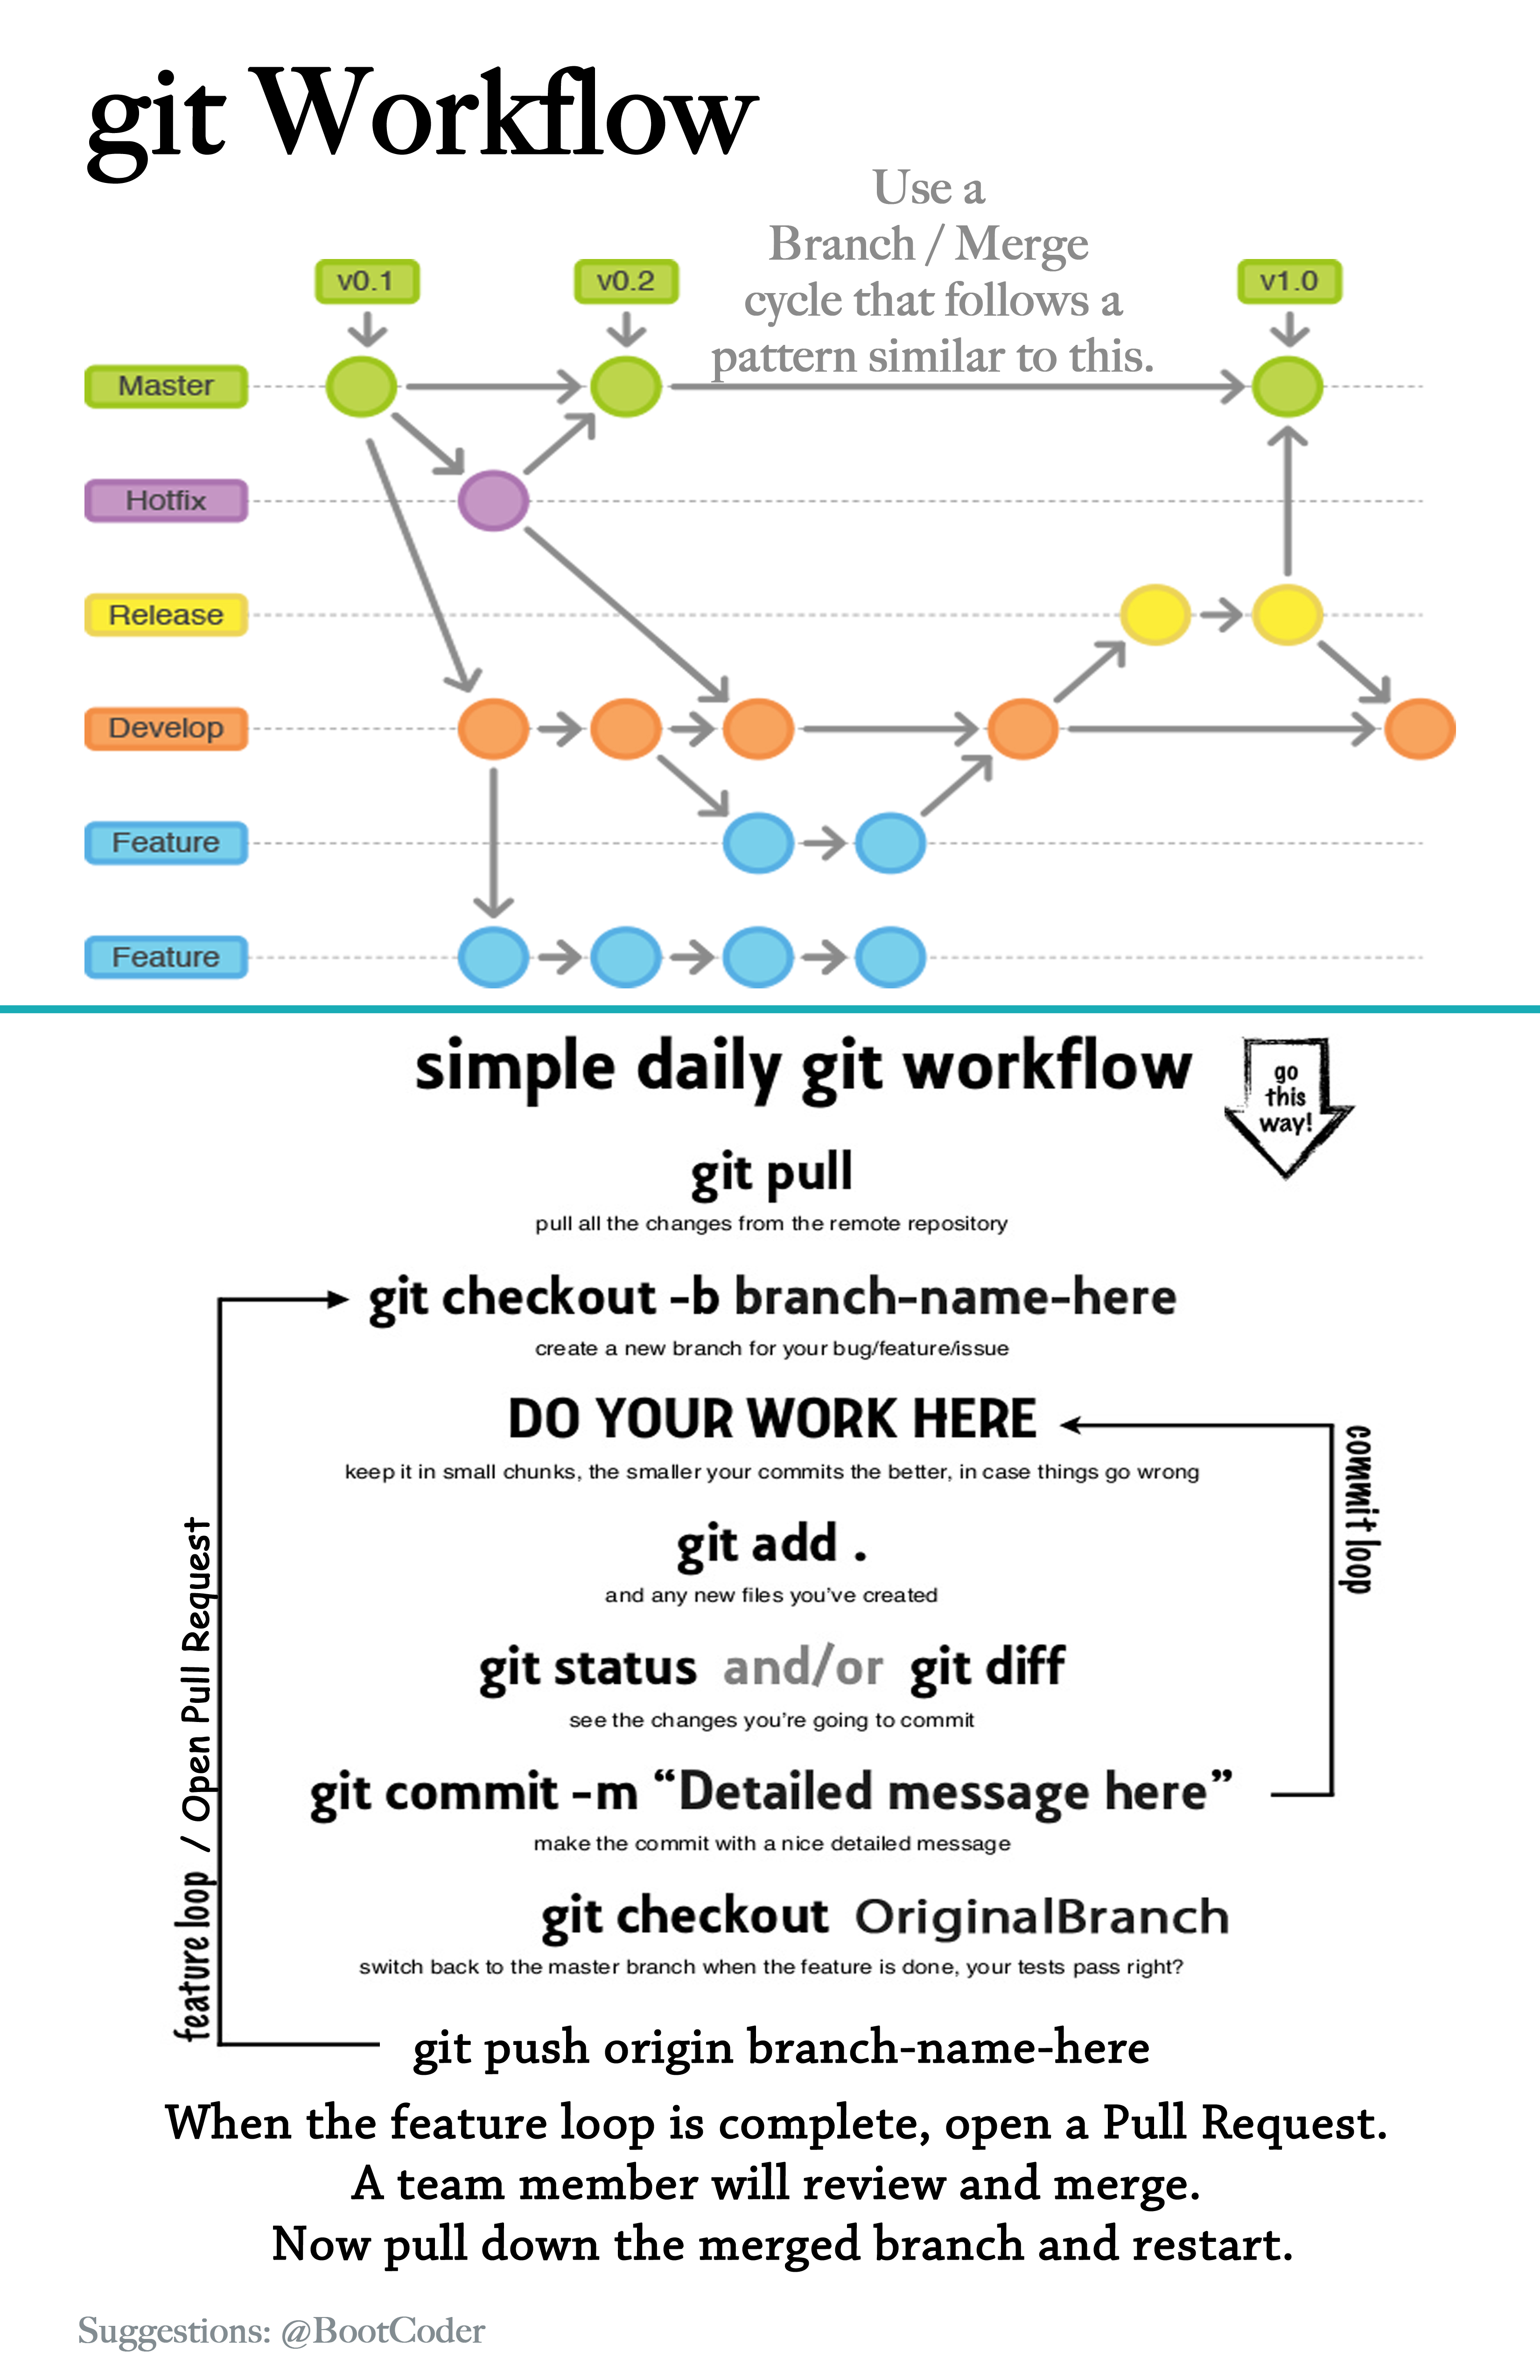 git Workflow
Use a
Branch / Merge
cycle that follows a
pattern similar to this.
v0.1
v0.2
v1.0
Master
Hotfix
Release
Develop
Feature
Feature
simple daily git workflow
go
this
way!
git pull
pull all the changes from the remote repository
git checkout -b branch-name-here
create a new branch for your bug/feature/issue
DO YOUR WORK HERE
keep it in small chunks, the smaller your commits the better, in case things go wrong
commit loop
git add .
and any new files you've created
git status and/or git diff
see the changes you're going to commit
git commit -m “Detailed message here”
make the commit with a nice detailed message
git checkout OriginalBranch
switch back to the master branch when the feature is done, your tests pass right?
feature loop / Open Pull Request
git push origin branch-name-here
When the feature loop is complete, open a Pull Request.
A team member will review and merge.
Now pull down the merged branch and restart.
Suggestions: @BootCoder